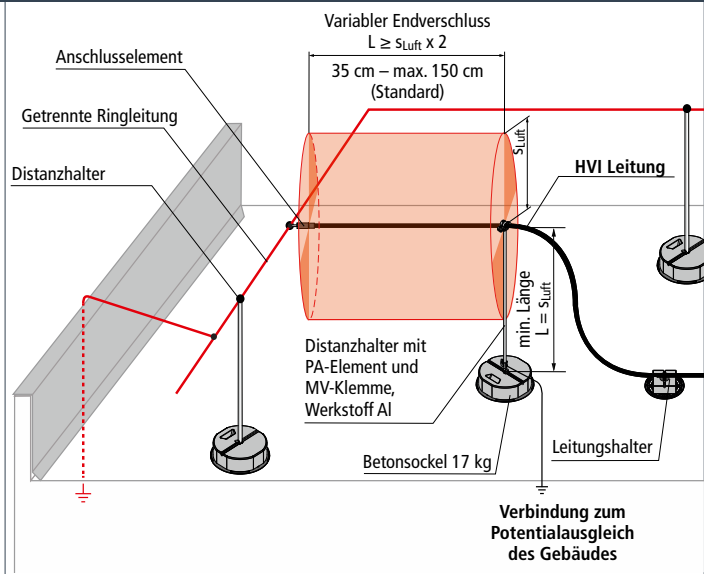 Variabler Endverschluss
L ≥ sLuft x 2
35 cm – max. 150 cm
(Standard)
Anschlusselement
Getrennte Ringleitung
Distanzhalter
sLuft
HVI Leitung
min. Länge
L = sLuft
Distanzhalter mit
PA-Element und
MV-Klemme,
Werkstoff Al
Betonsockel 17 kg
Leitungshalter
Verbindung zum
Potentialausgleich
des Gebäudes